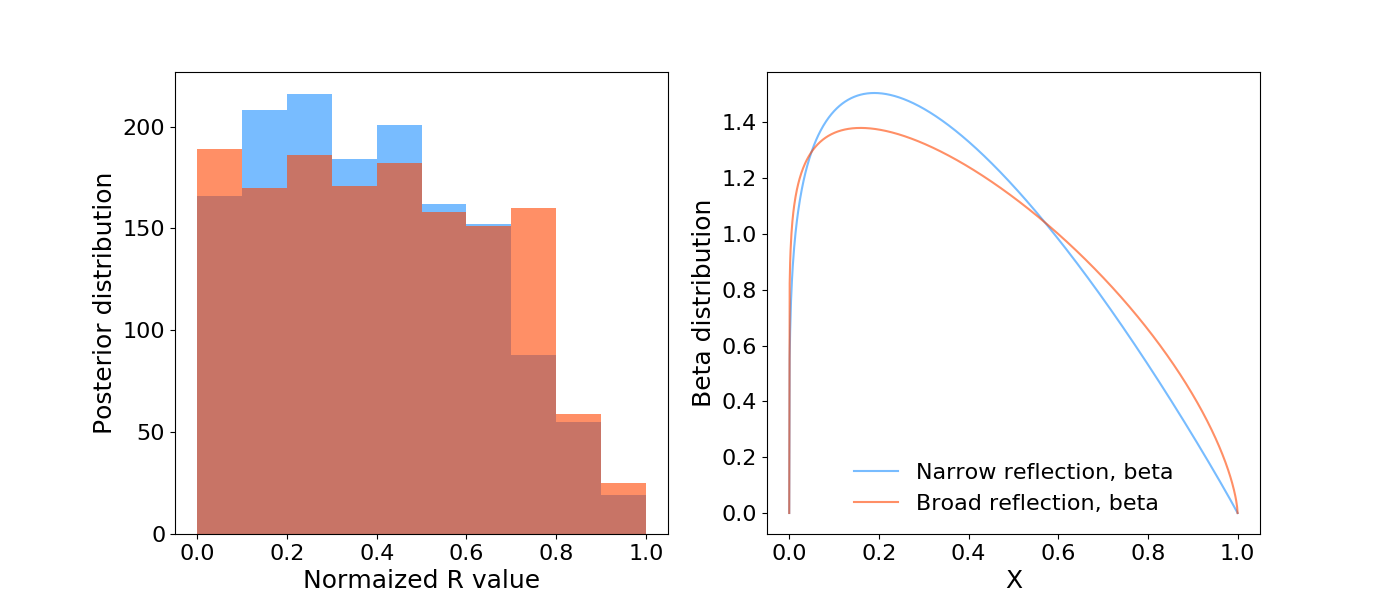 Posterior distribution
200
150
100
50
0
0.0 0.2 0.4 0.6 0.8 1.0
Normaized R value
Beta distribution
1.4
1.2
1.0
0.8
0.6
0.4
0.2
0.0
Narrow reflection, beta
Broad reflection, beta
0.0 0.2 0.4 0.6 0.8 1.0
X